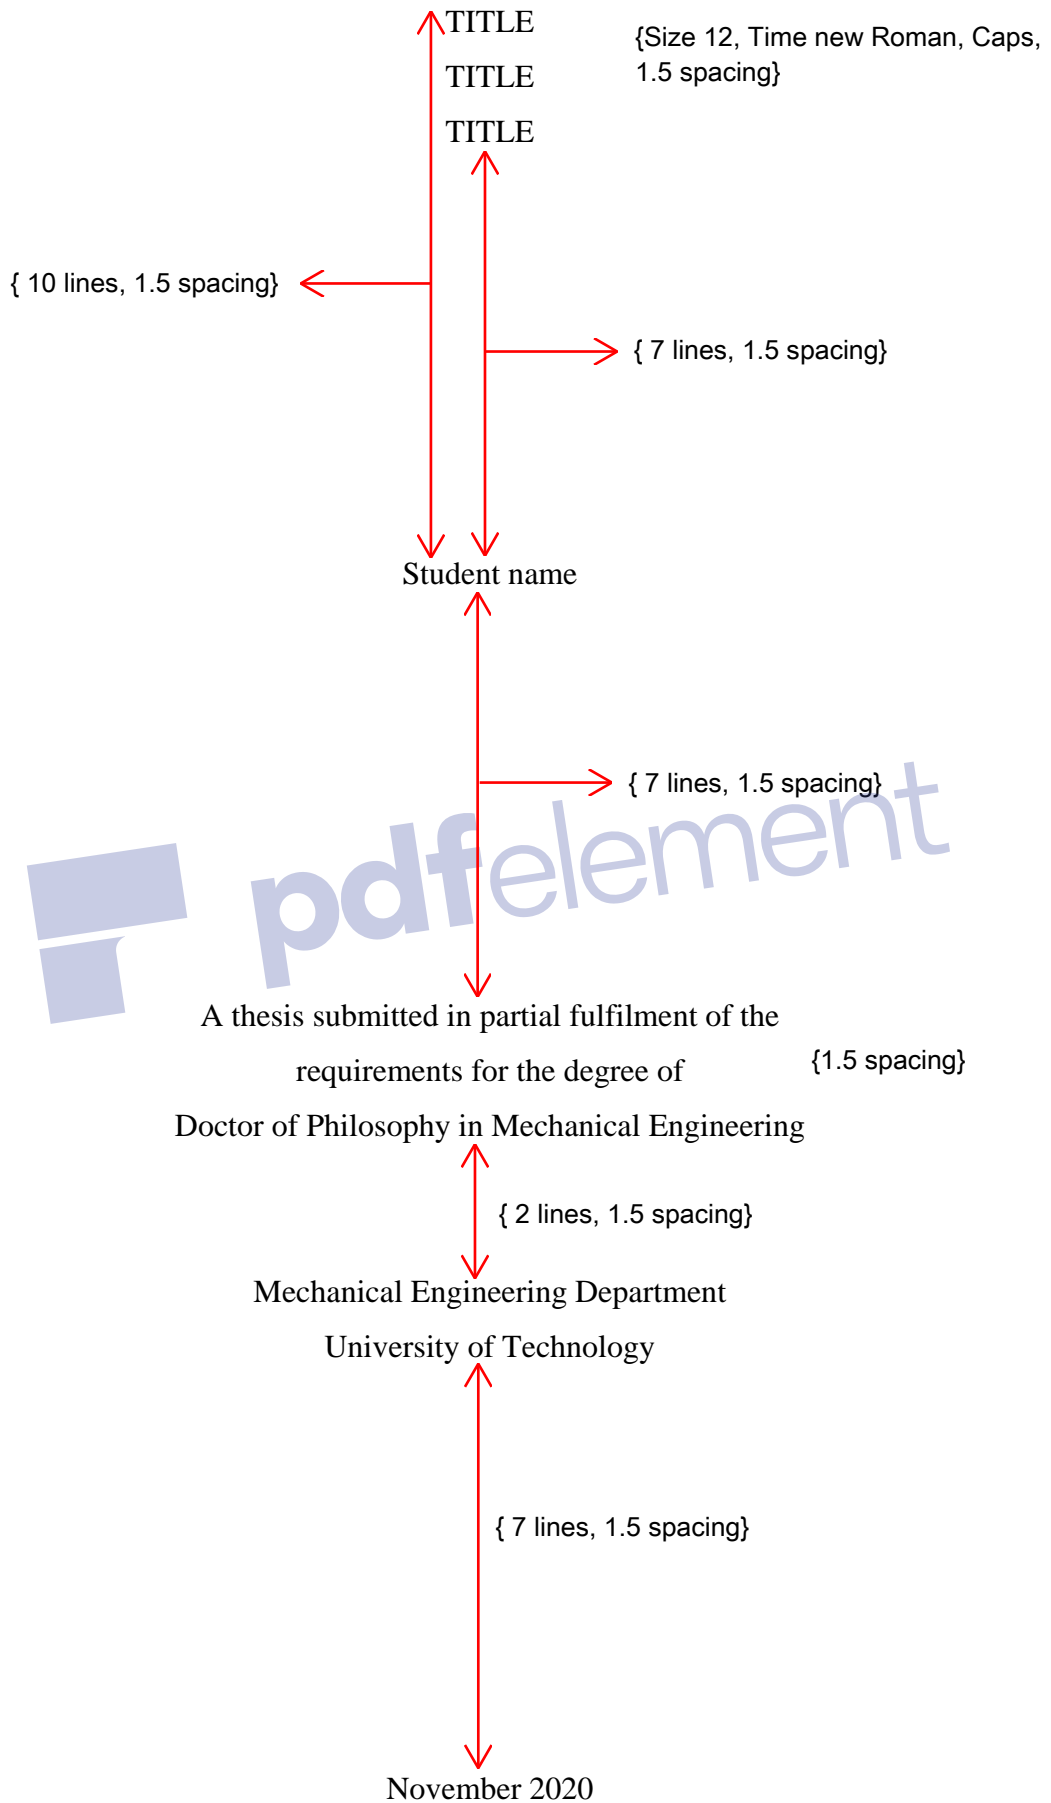 TITLE
{Size 12, Time new Roman, Caps,
1.5 spacing}
TITLE
TITLE
{ 10 lines, 1.5 spacing}
{ 7 lines, 1.5 spacing}
Student name
{ 7 lines, 1.5 spacing}
pdfelement
A thesis submitted in partial fulfilment of the
requirements for the degree of
{1.5 spacing}
Doctor of Philosophy in Mechanical Engineering
{ 2 lines, 1.5 spacing}
Mechanical Engineering Department
University of Technology
{ 7 lines, 1.5 spacing}
November 2020